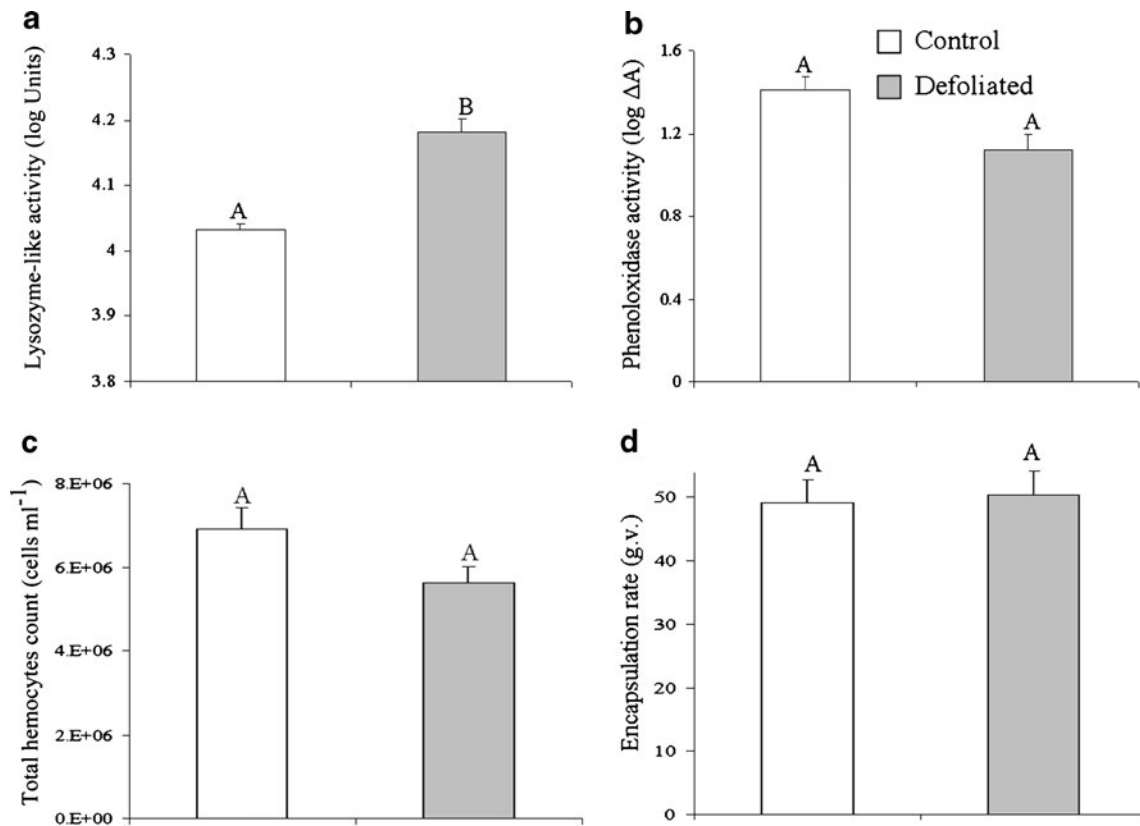 a
Lysozyme-like activity (log Units)
4.3
4.2
4.1
4
3.9
3.8
A
B
b
Phenoloxidase activity (log ΔA)
1.6
1.2
0.8
0.4
0
A
A
Control
Defoliated
c
Total hemocytes count (cells ml⁻¹)
8.E+06
6.E+06
4.E+06
2.E+06
0.E+00
A
A
d
Encapsulation rate (g.v.)
50
40
30
20
10
0
A
A